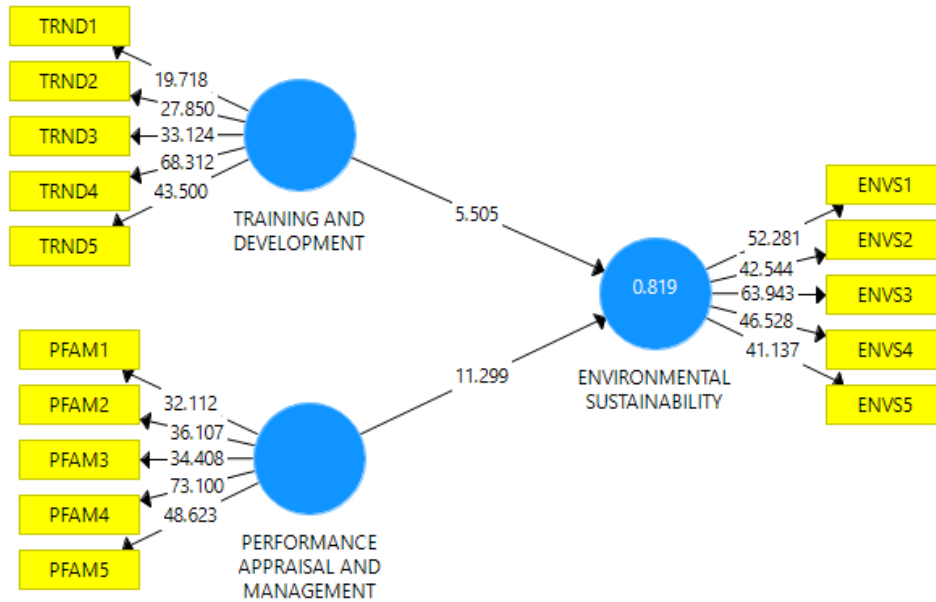 TRND1
TRND2
TRND3
TRND4
TRND5
19.718
27.850
33.124
68.312
43.500
TRAINING AND
DEVELOPMENT
5.505
PFAM1
PFAM2
PFAM3
PFAM4
PFAM5
32.112
36.107
34.408
73.100
48.623
PERFORMANCE
APPRAISAL AND
MANAGEMENT
11.299
0.819
ENVIRONMENTAL
SUSTAINABILITY
52.281
42.544
63.943
46.528
41.137
ENVS1
ENVS2
ENVS3
ENVS4
ENVS5